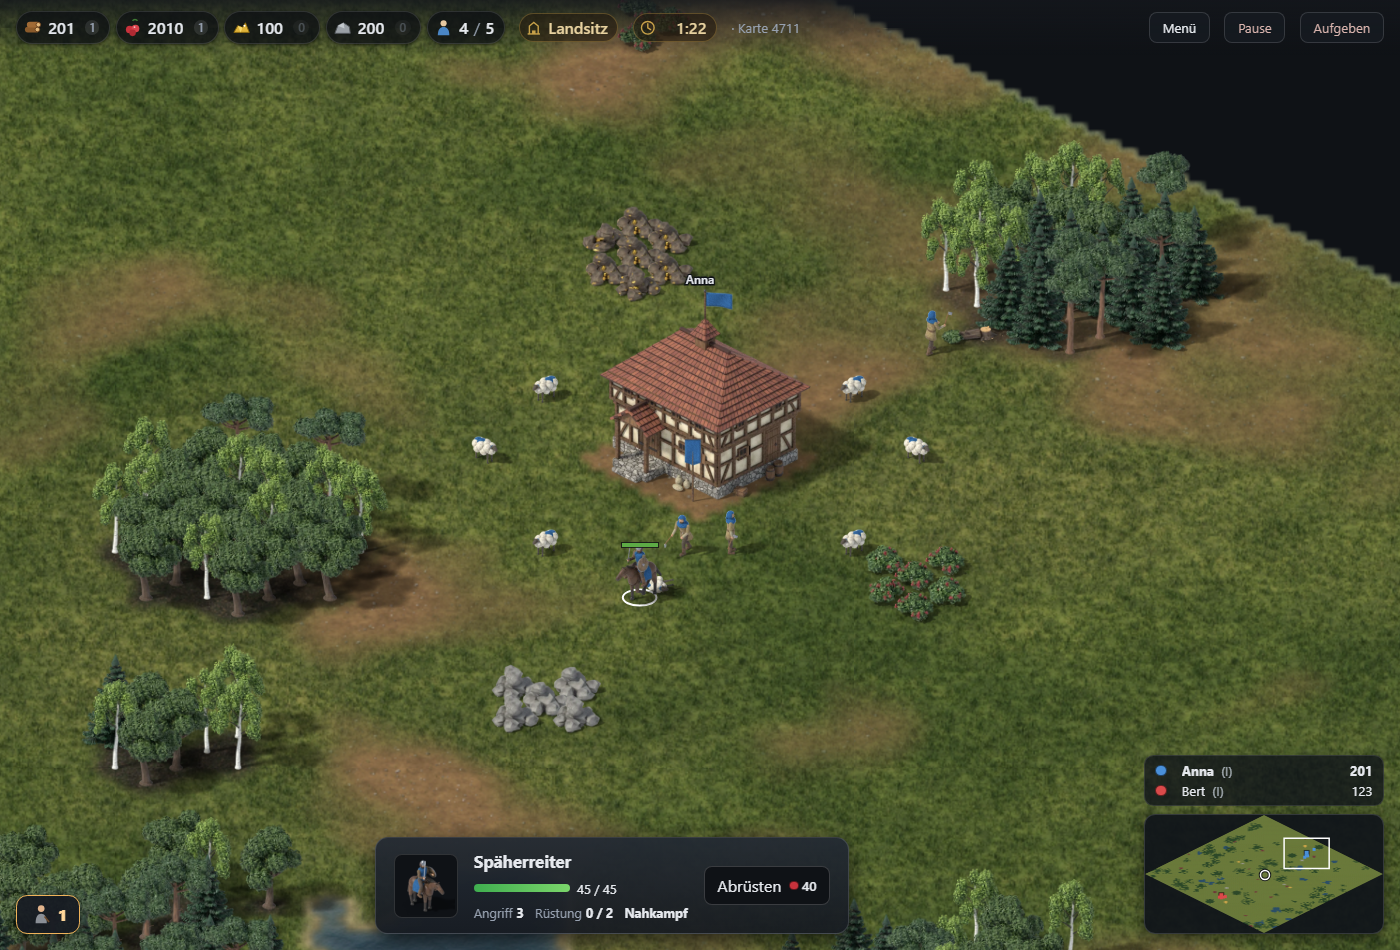 201 1 2010 1 100 0 200 0 4 / 5 Landsitz 1:22 · Karte 4711 Menü Pause Aufgeben
Anna
Anna (I) 201
Bert (I) 123
Späherreiter
45 / 45
Abrüsten 40
Angriff 3 Rüstung 0 / 2 Nahkampf
1